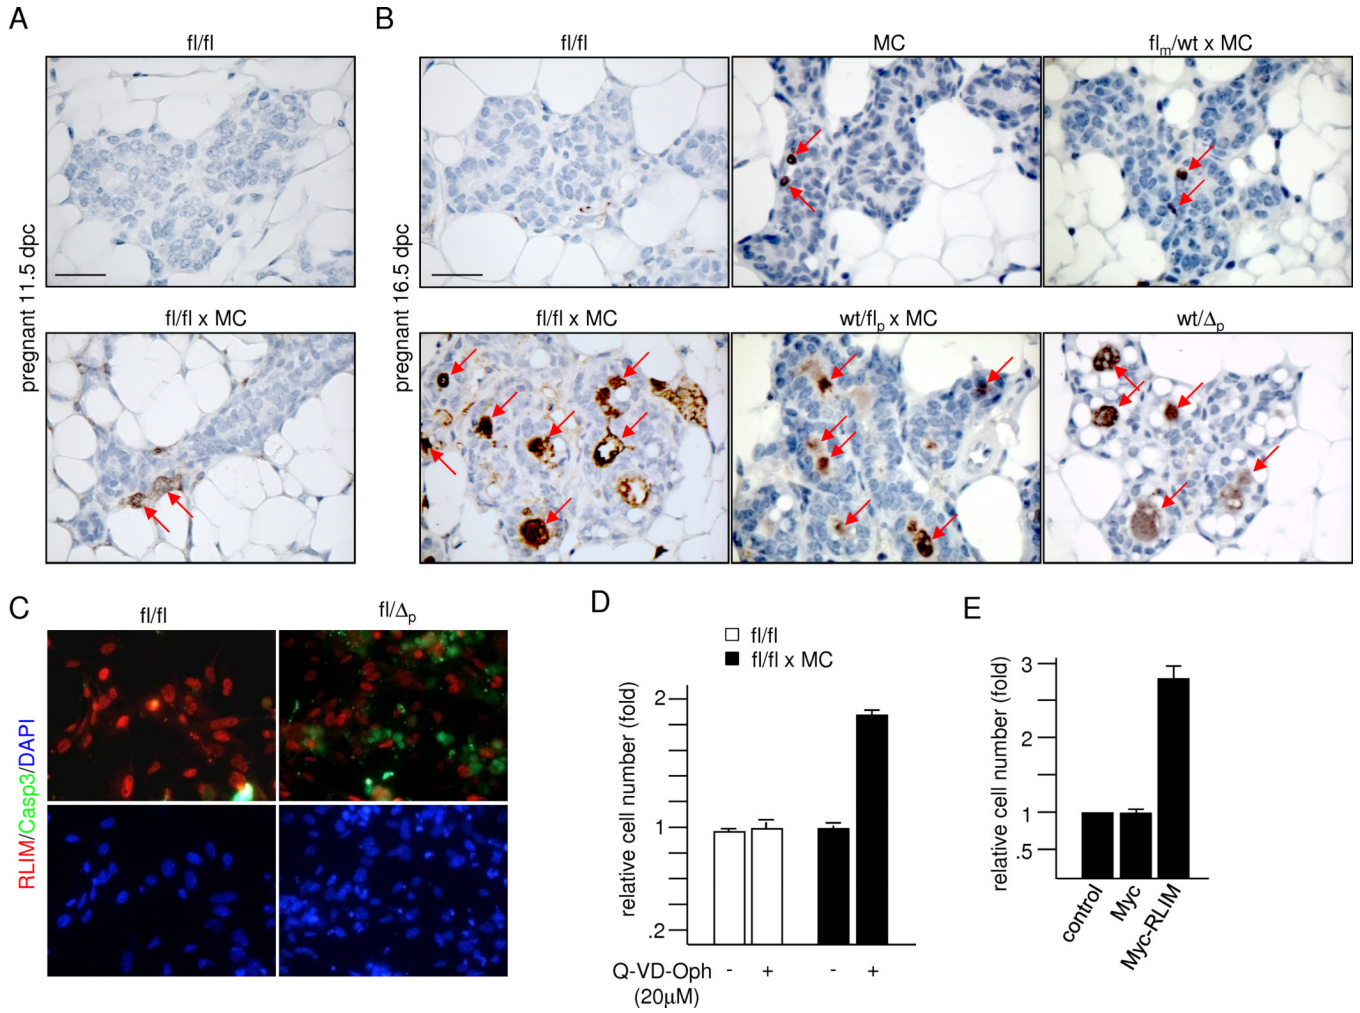 A
B
fl/fl
fl/fl
MC
flm/wt x MC
pregnant 11.5 dpc
pregnant 16.5 dpc
fl/fl x MC
fl/fl x MC
wt/flp x MC
wt/Δp
C
fl/fl
fl/Δp
RLIM/Casp3/DAPI
D
fl/fl
fl/fl x MC
relative cell number (fold)
2
1
.2
Q-VD-Oph
(20µM)
- + - +
E
relative cell number (fold)
3
2
1
.5
control
Myc
Myc-RLIM